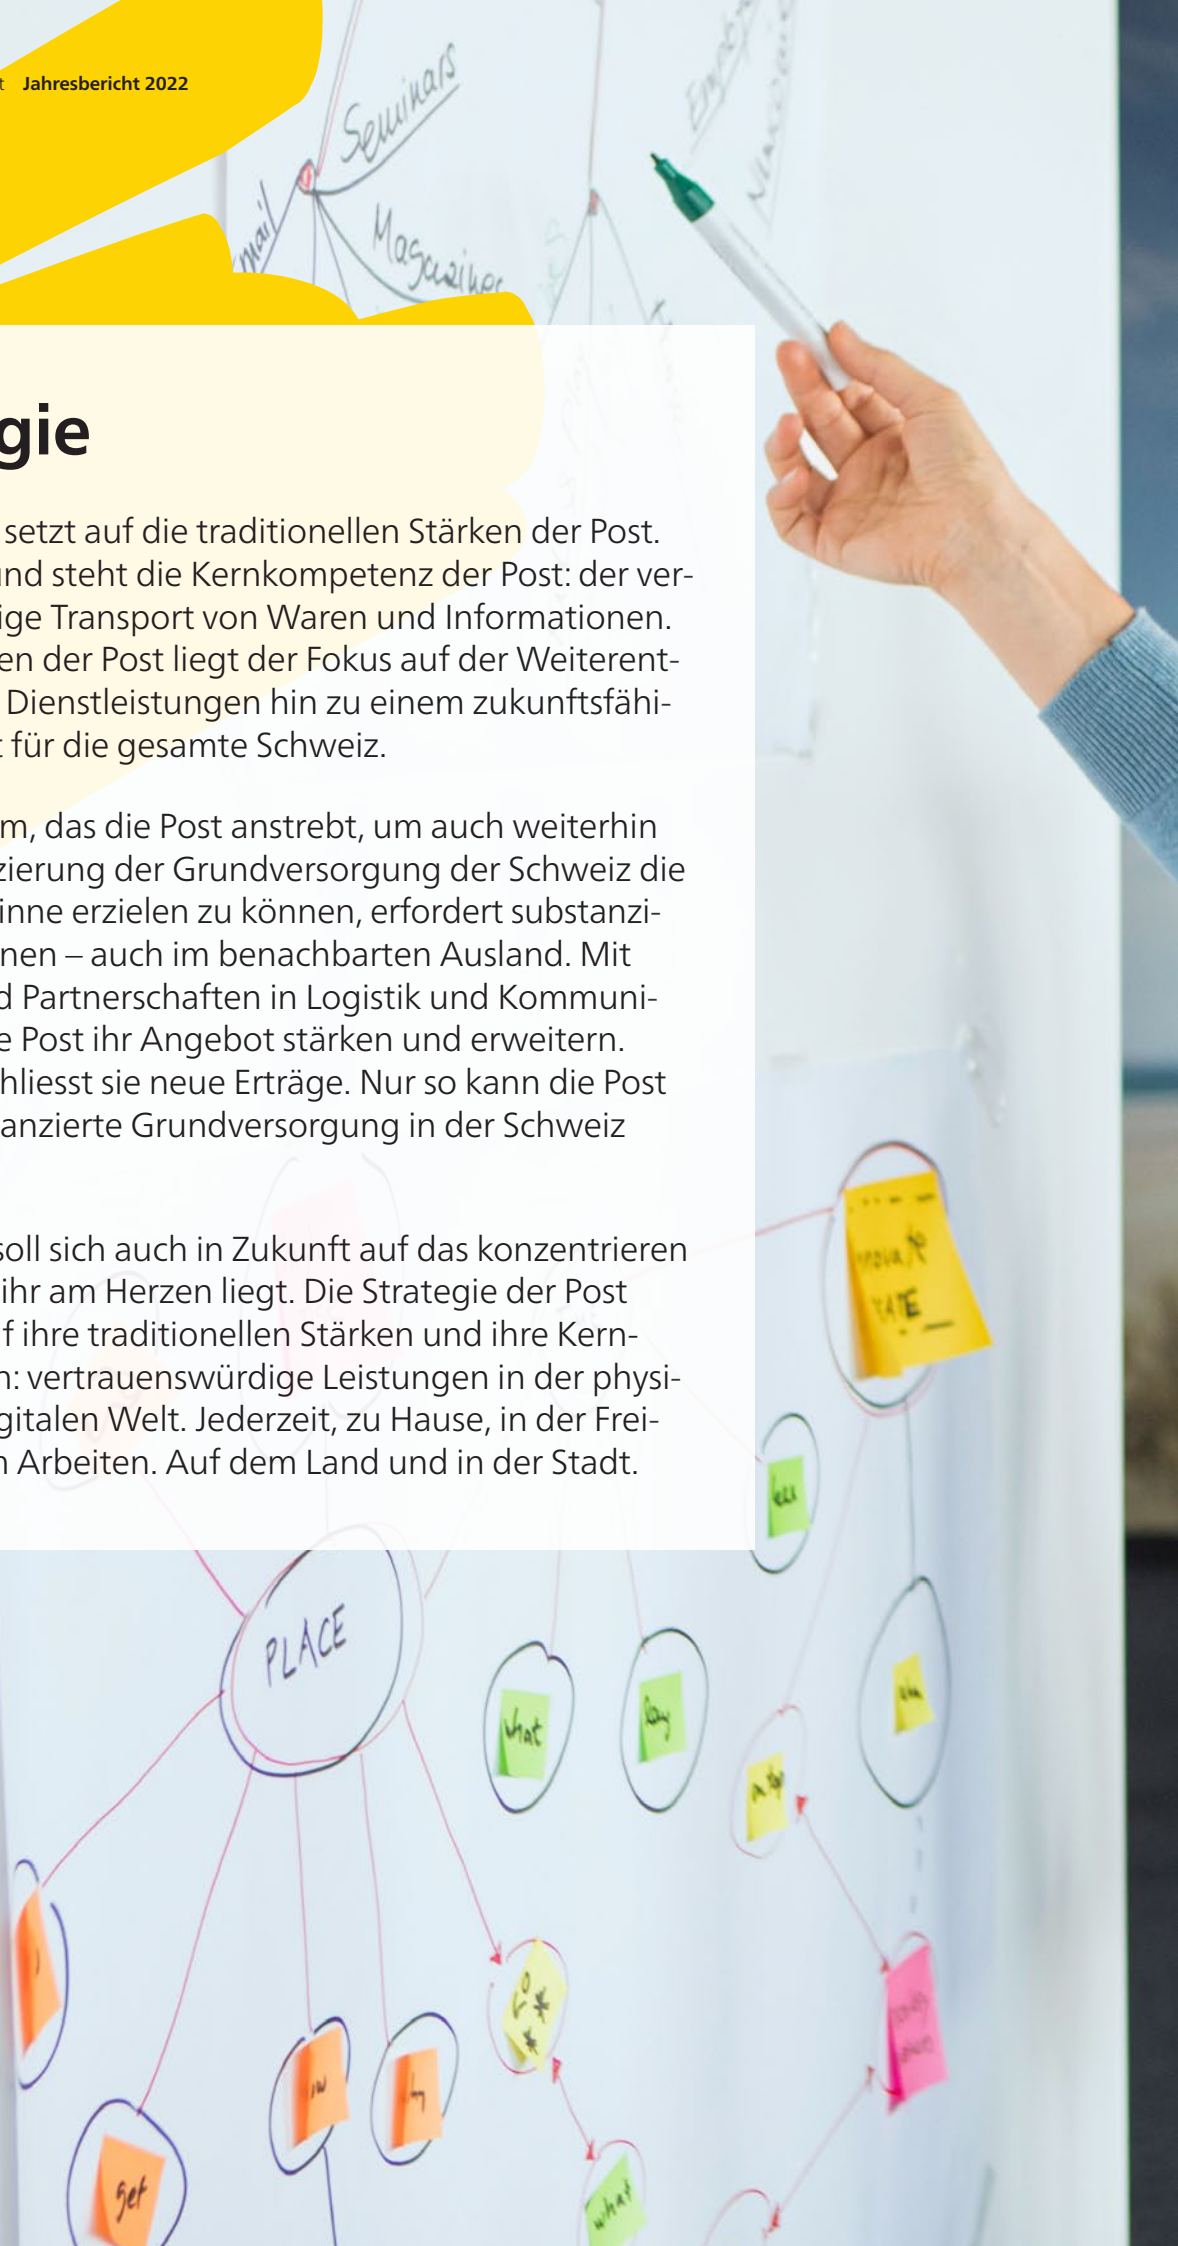 t Jahresbericht 2022
Seminars
mail
Magazines
gie
setzt auf die traditionellen Stärken der Post.
und steht die Kernkompetenz der Post: der ver-
ige Transport von Waren und Informationen.
en der Post liegt der Fokus auf der Weiterent-
Dienstleistungen hin zu einem zukunftsfähi-
t für die gesamte Schweiz.
m, das die Post anstrebt, um auch weiterhin
zierung der Grundversorgung der Schweiz die
inne erzielen zu können, erfordert substanzi-
nen – auch im benachbarten Ausland. Mit
d Partnerschaften in Logistik und Kommuni-
e Post ihr Angebot stärken und erweitern.
hliesst sie neue Erträge. Nur so kann die Post
anzierte Grundversorgung in der Schweiz
soll sich auch in Zukunft auf das konzentrieren
ihr am Herzen liegt. Die Strategie der Post
f ihre traditionellen Stärken und ihre Kern-
n: vertrauenswürdige Leistungen in der physi-
gitalen Welt. Jederzeit, zu Hause, in der Frei-
n Arbeiten. Auf dem Land und in der Stadt.
PLACE
what
get
what